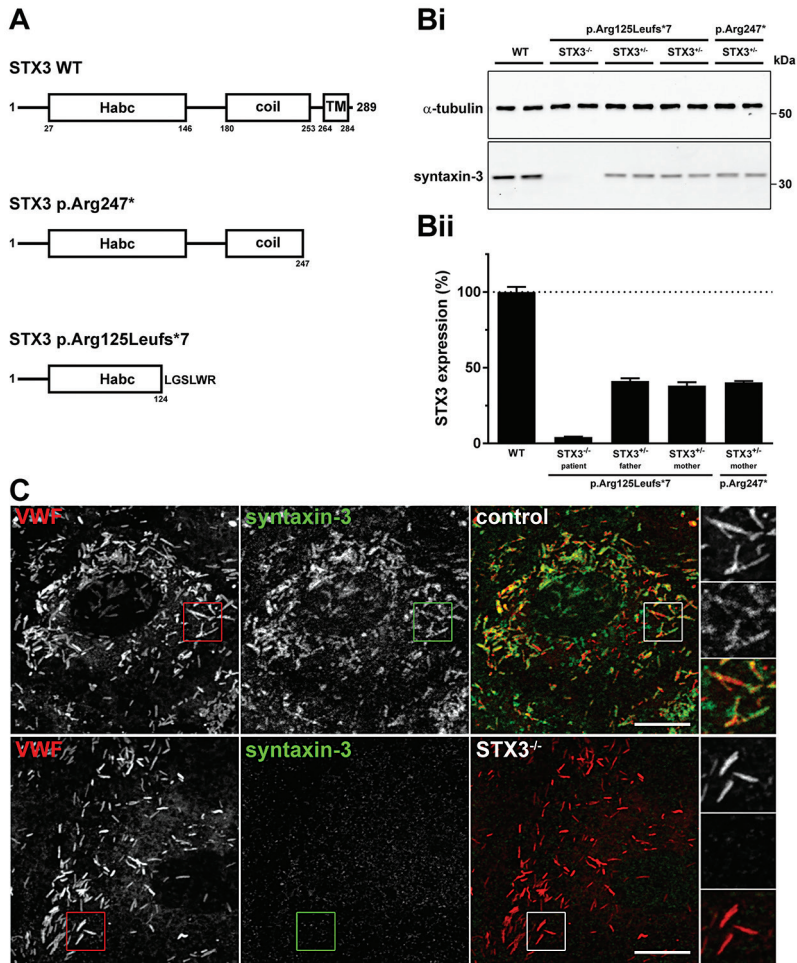 A
STX3 WT
1 Habc coil TM 289
27 146 180 253 264 284
STX3 p.Arg247*
1 Habc coil
247
STX3 p.Arg125Leufs*7
1 Habc LGSLWR
124
Bi
p.Arg125Leufs*7 p.Arg247*
WT STX3-/- STX3+/- STX3+/- STX3+/- kDa
α-tubulin
50
syntaxin-3
30
Bii
STX3 expression (%)
100
50
0
WT STX3-/- STX3+/- STX3+/- STX3+/-
patient father mother mother
p.Arg125Leufs*7 p.Arg247*
C
VWF syntaxin-3 control
VWF syntaxin-3 STX3-/-